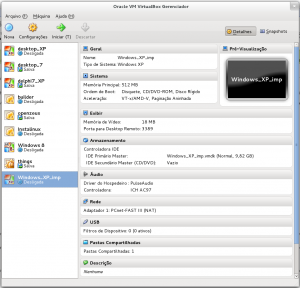 Oracle VM VirtualBox Gerenciador
Arquivo (F) Máquina Ajuda (H)
Nova Configurações Iniciar (T) Descartar
Detalhes Snapshots
desktop_XP
Desligada
desktop_7
Salva
delphi7_XP
Salva
builder
Desligada
openzeus
Salva
Installnux
Desligada
Windows 8
Desligada
things
Salva
Windows_XP_imp
Desligada
Geral
Nome: Windows_XP_imp
Tipo de Sistema: Windows XP
Pré-Visualização
Windows_XP_imp
Sistema
Memória Principal: 512 MB
Ordem de Boot: Disquete, CD/DVD-ROM, Disco Rígido
Aceleração: VT-x/AMD-V, Paginação Aninhada
Exibir
Memória de Vídeo: 18 MB
Porta para Desktop Remoto: 3389
Armazenamento
Controladora IDE
IDE Primário Master: Windows_XP_imp.vmdk (Normal, 9,82 GB)
IDE Secundário Master (CD/DVD): Vazio
Áudio
Driver do Hospedeiro: PulseAudio
Controladora: ICH AC97
Rede
Adaptador 1: PCnet-FAST III (NAT)
USB
Filtros de Dispositivo: 0 (0 ativos)
Pastas Compartilhadas
Pastas Compartilhadas: 1
Descrição
Nenhuma